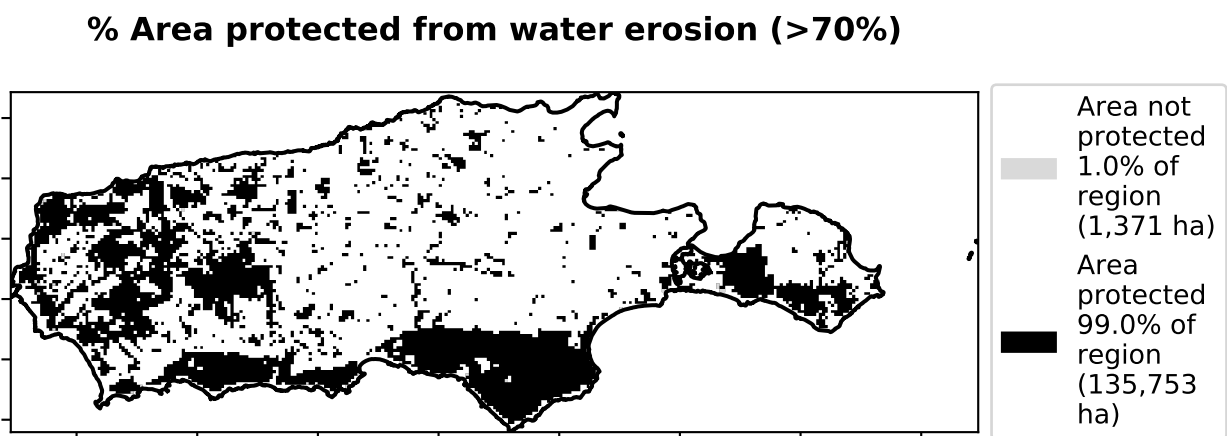 % Area protected from water erosion (>70%)
Area not
protected
1.0% of
region
(1,371 ha)
Area
protected
99.0% of
region
(135,753
ha)